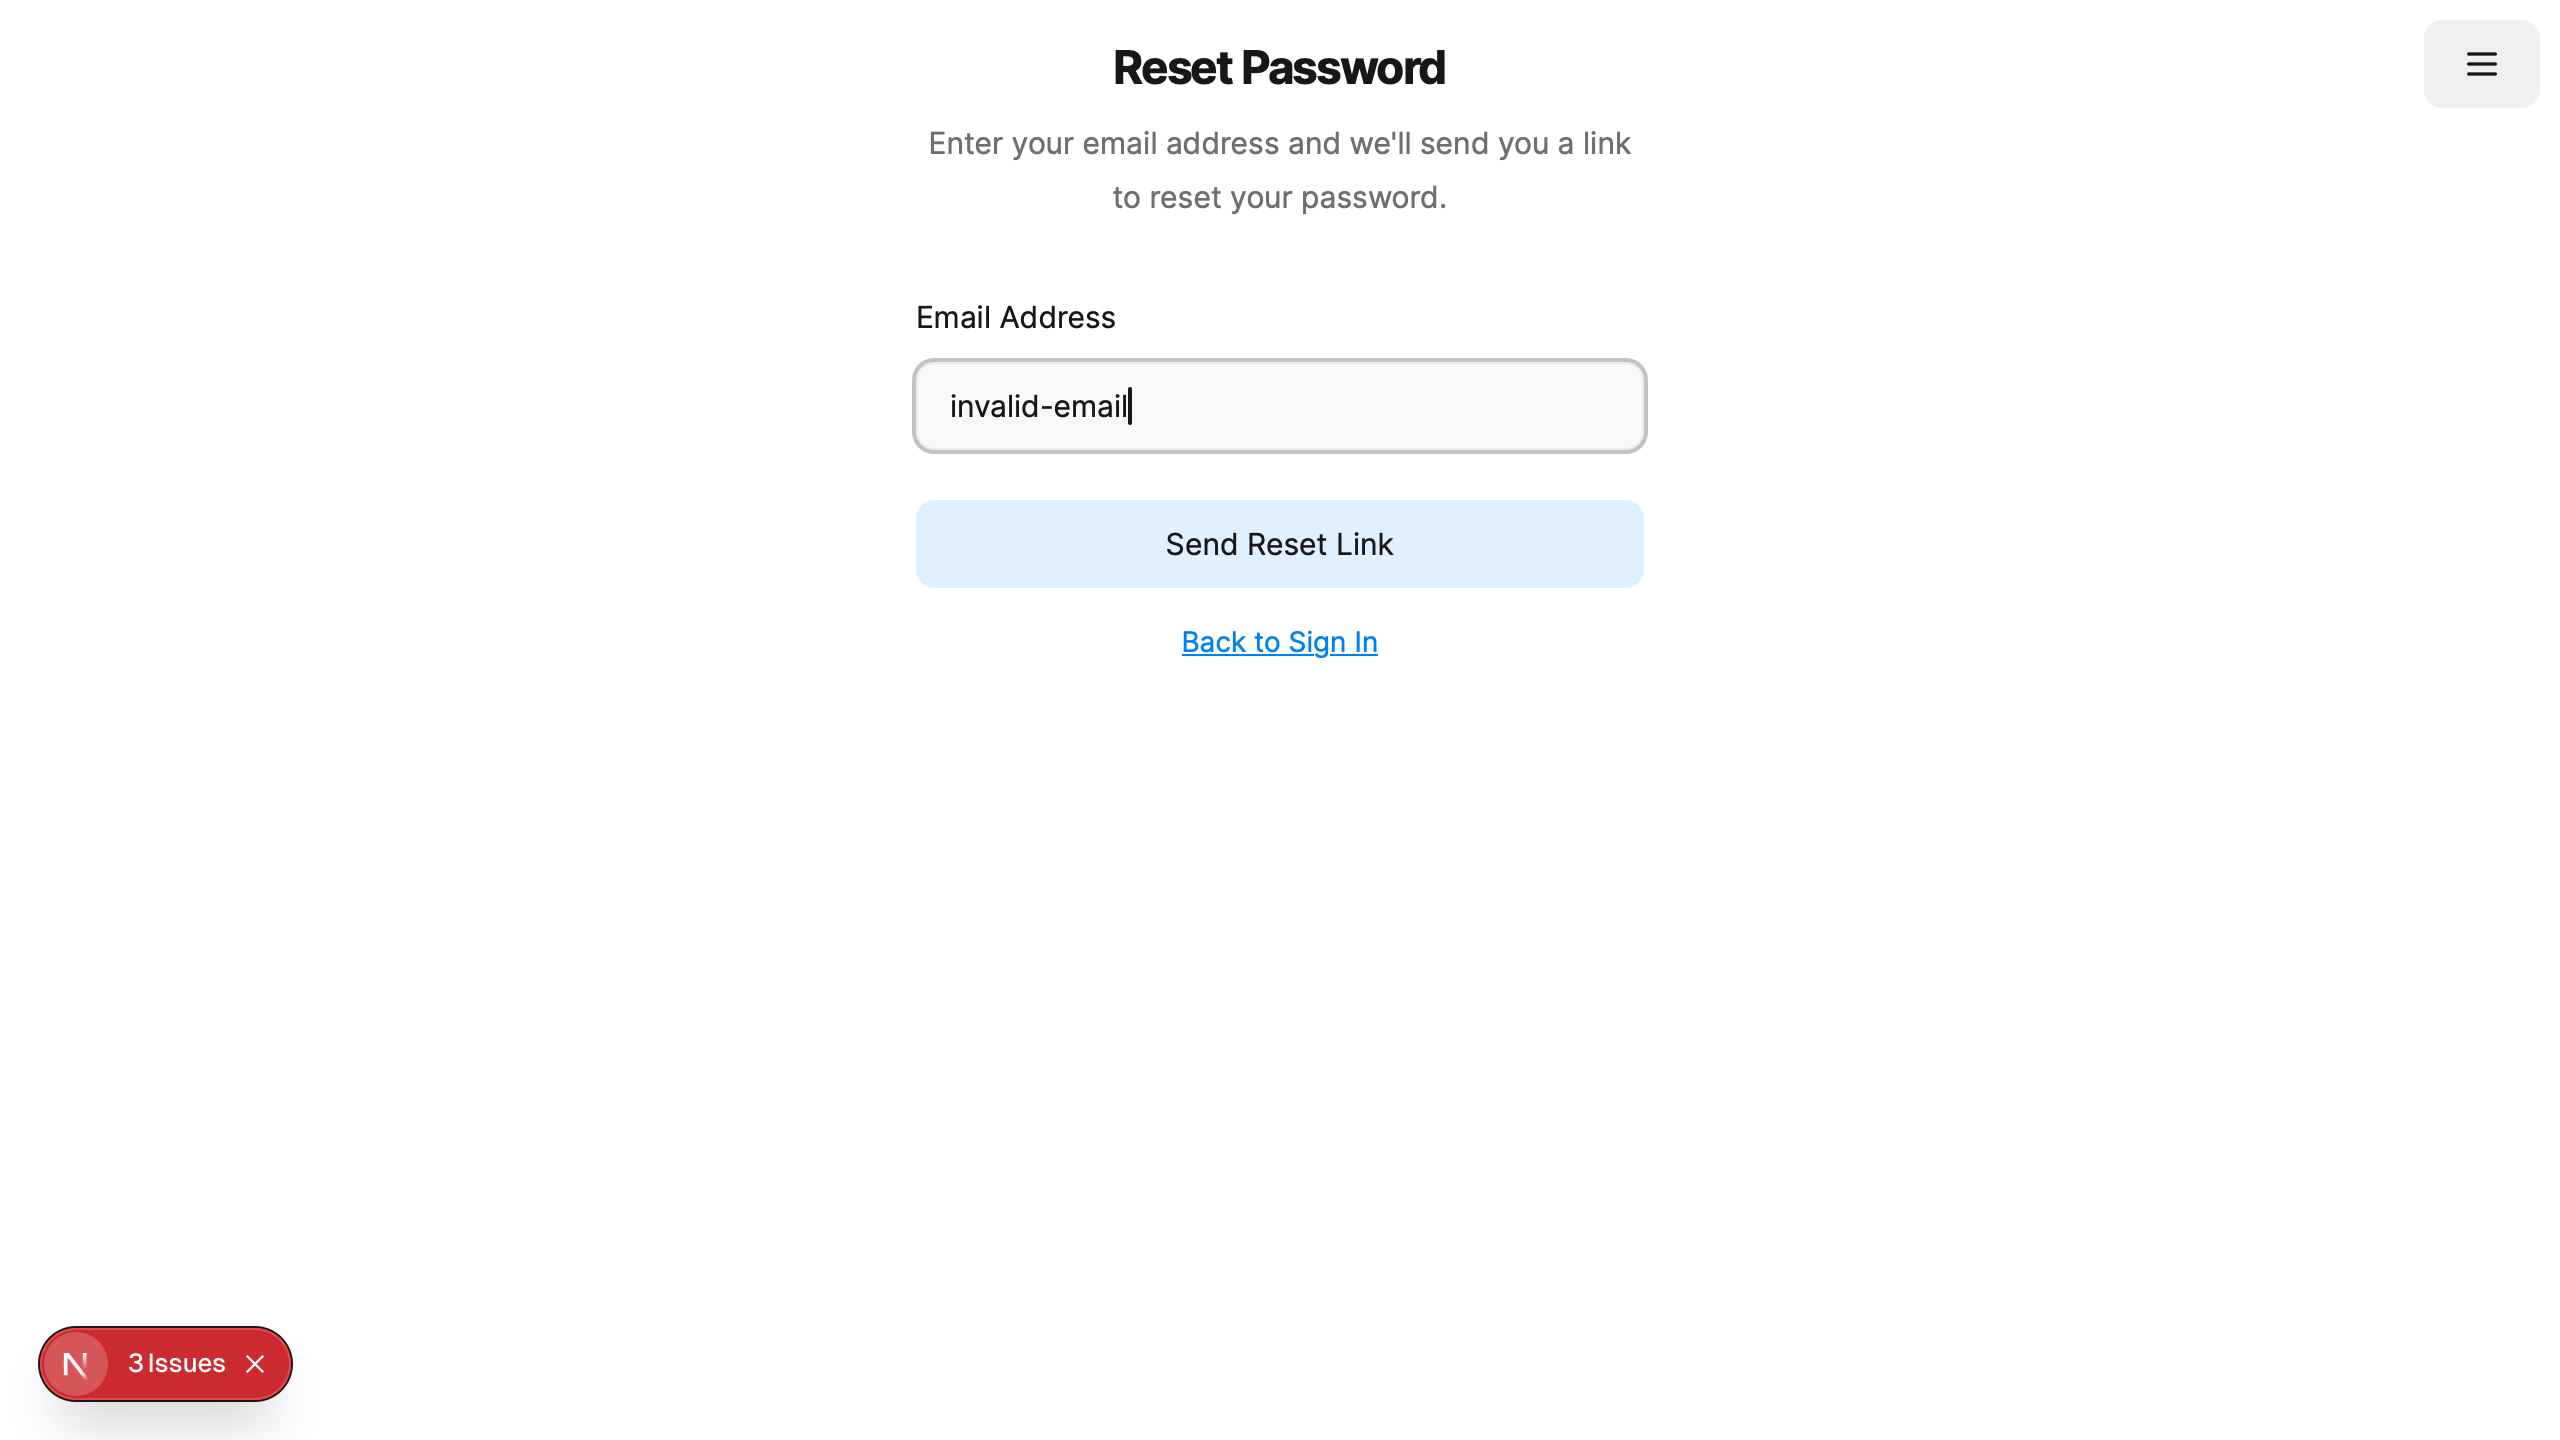 Reset Password
Enter your email address and we'll send you a link
to reset your password.
Email Address
invalid-email
Send Reset Link
Back to Sign In
N 3 Issues